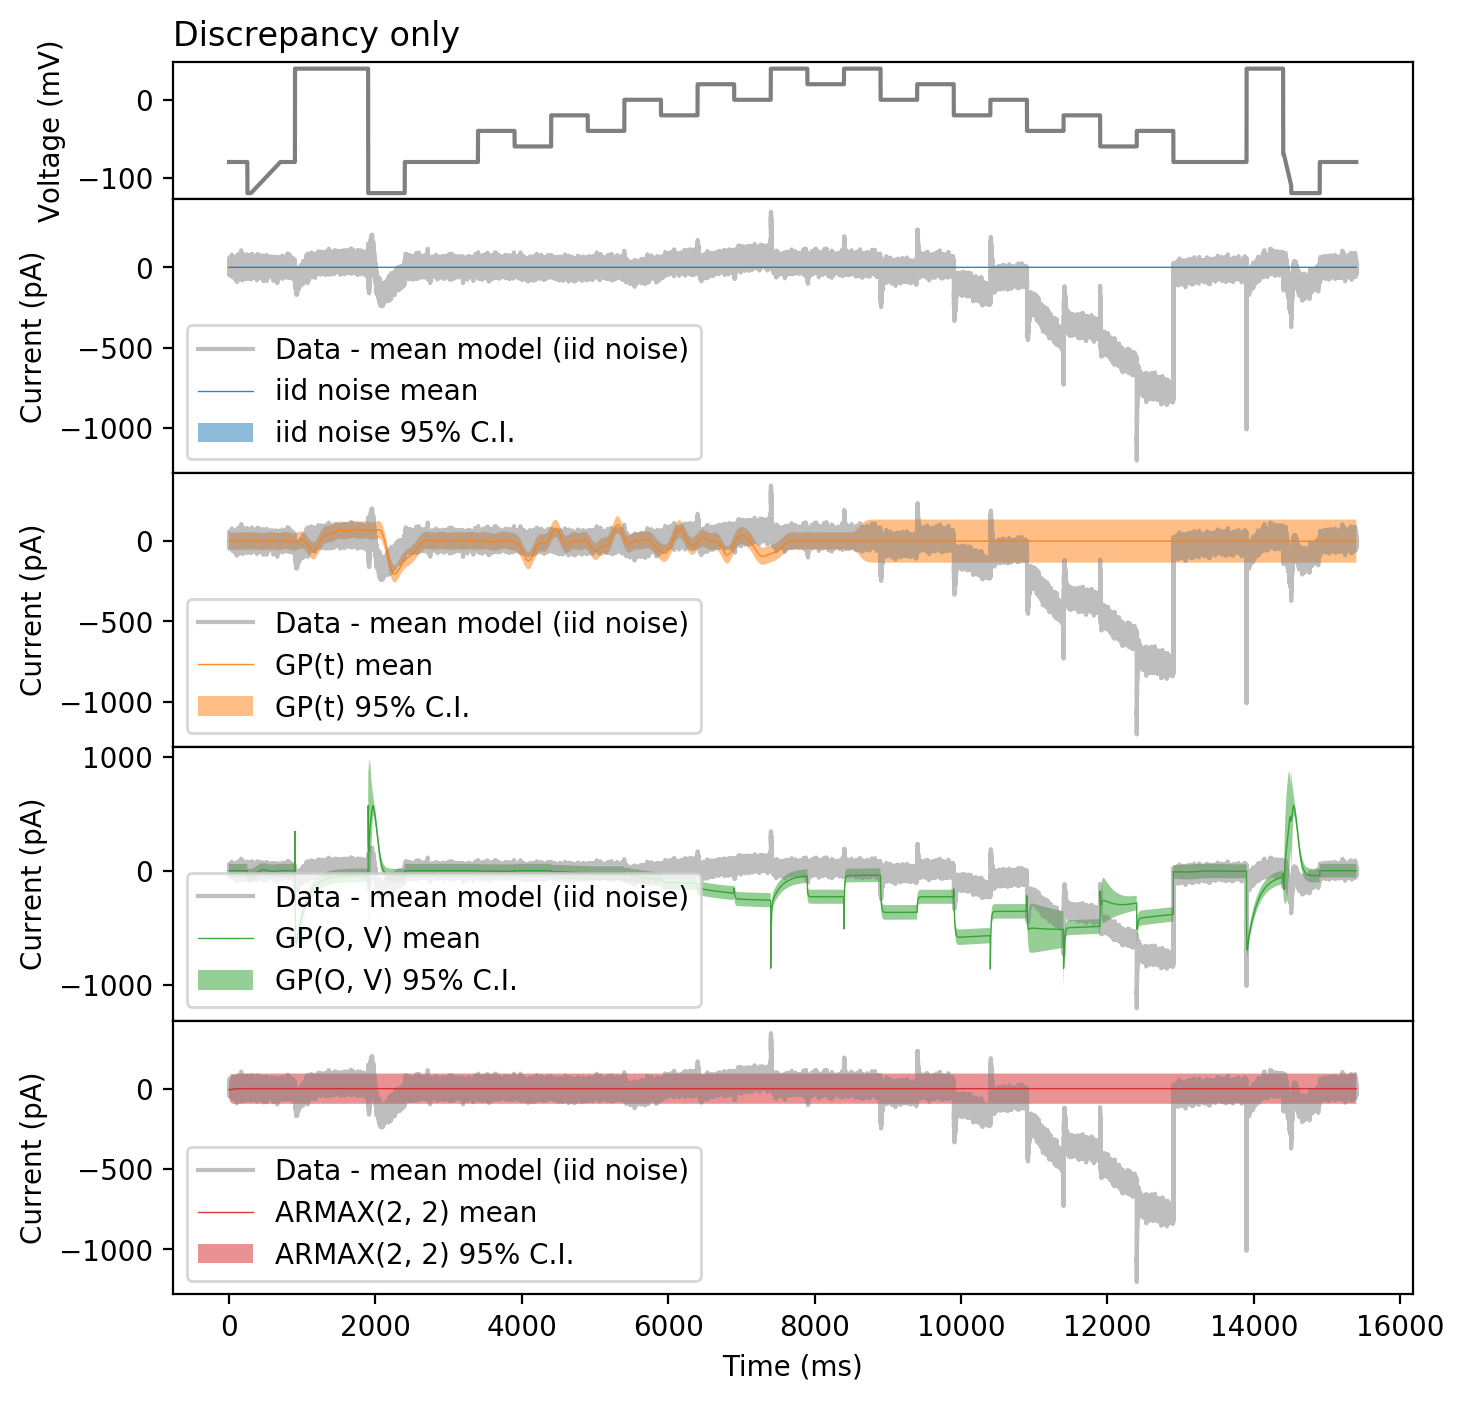 Discrepancy only
Voltage (mV)
0
−100
Current (pA)
0
−500
−1000
Data - mean model (iid noise)
iid noise mean
iid noise 95% C.I.
Current (pA)
0
−500
−1000
Data - mean model (iid noise)
GP(t) mean
GP(t) 95% C.I.
Current (pA)
1000
0
−1000
Data - mean model (iid noise)
GP(O, V) mean
GP(O, V) 95% C.I.
Current (pA)
0
−500
−1000
Data - mean model (iid noise)
ARMAX(2, 2) mean
ARMAX(2, 2) 95% C.I.
0 2000 4000 6000 8000 10000 12000 14000 16000
Time (ms)